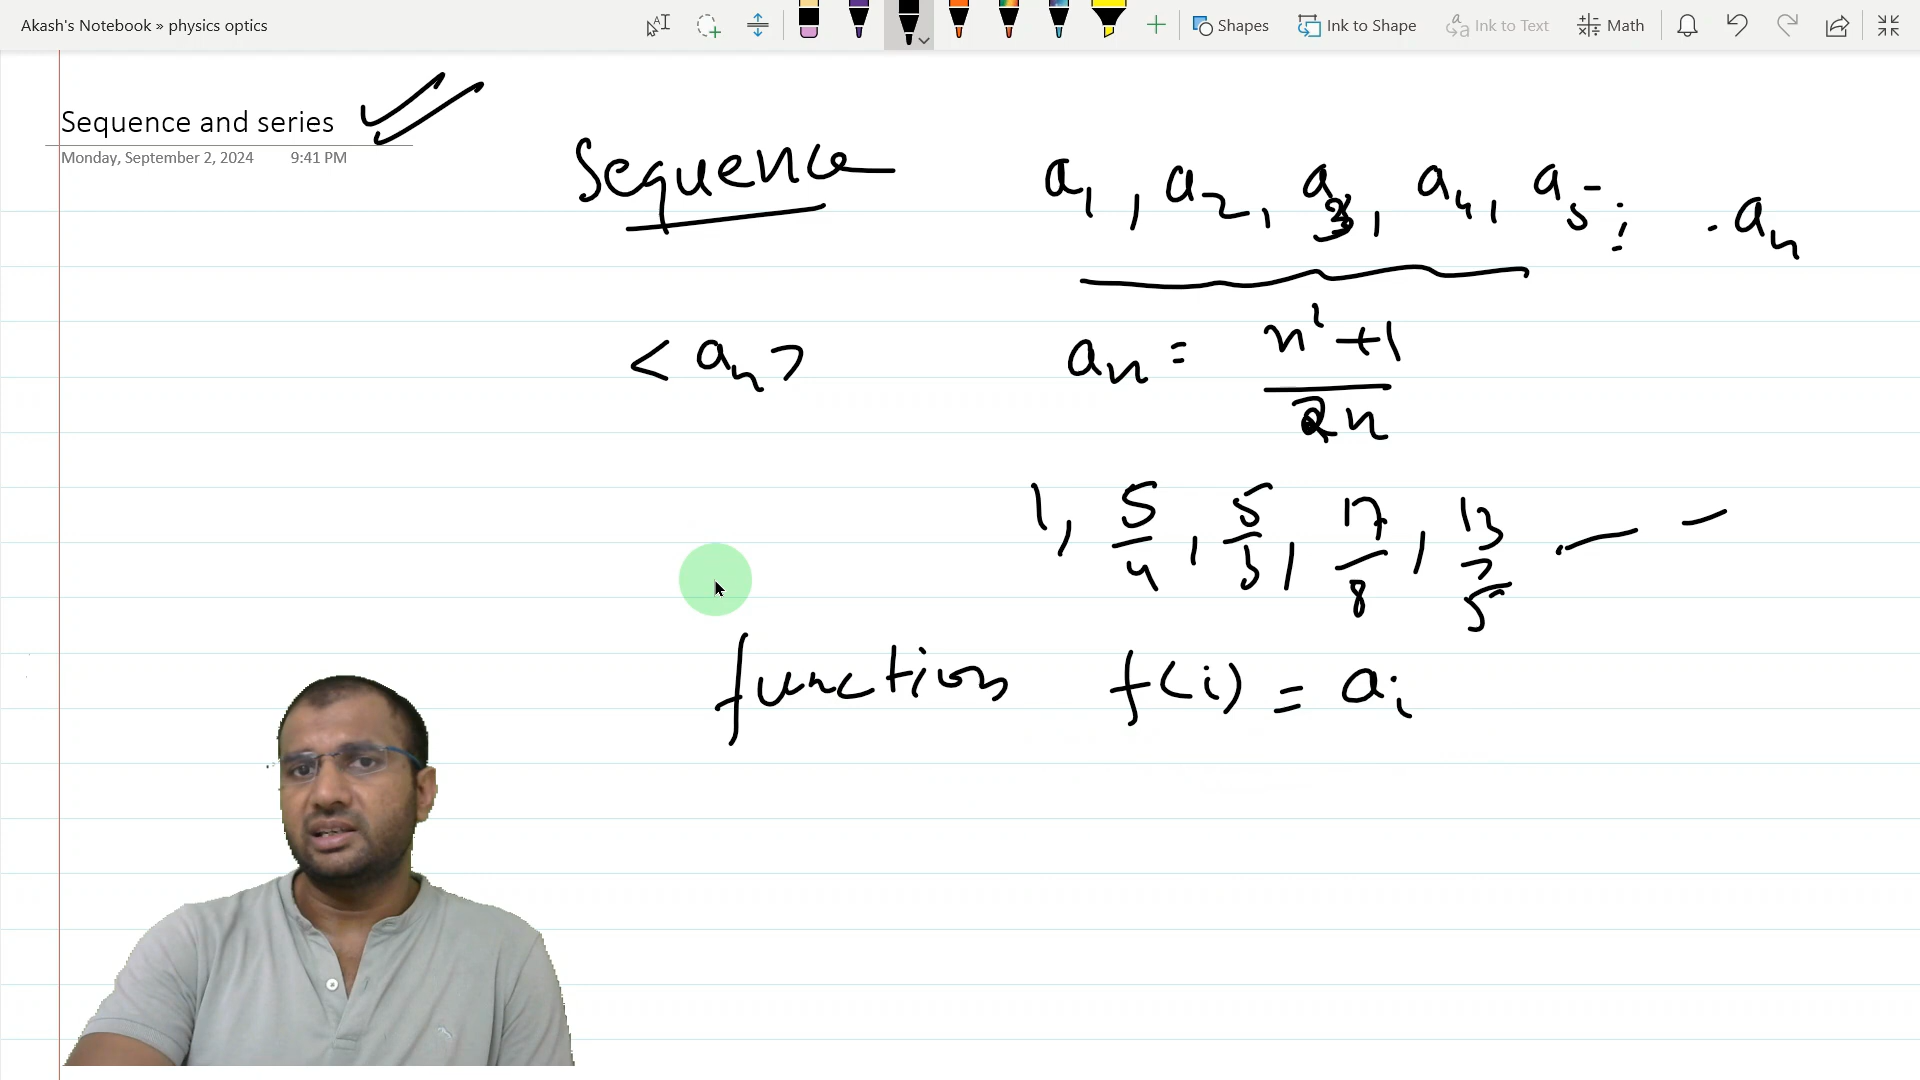 Akash's Notebook » physics optics
Shapes Ink to Shape Ink to Text Math
Sequence and series
Monday, September 2, 2024 9:41 PM
Sequence a₁, a₂, a₃, a₄, a₅, . aₙ
< aₙ > aₙ = (n² + 1) / 2n
1, 5/4, 5/3, 17/8, 13/5 . — –
function f(i) = aᵢ